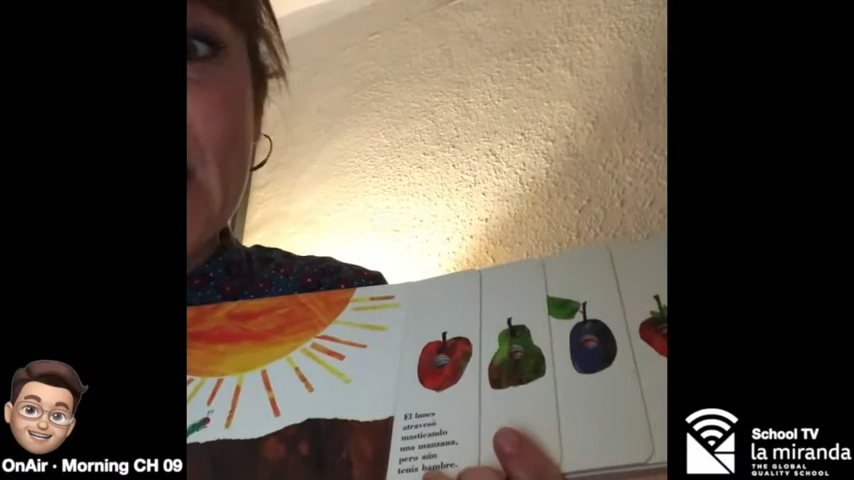 El lunes
atravesó
masticando
una manzana,
pero aún
tenía hambre.
OnAir · Morning CH 09
School TV
la miranda
THE GLOBAL
QUALITY SCHOOL